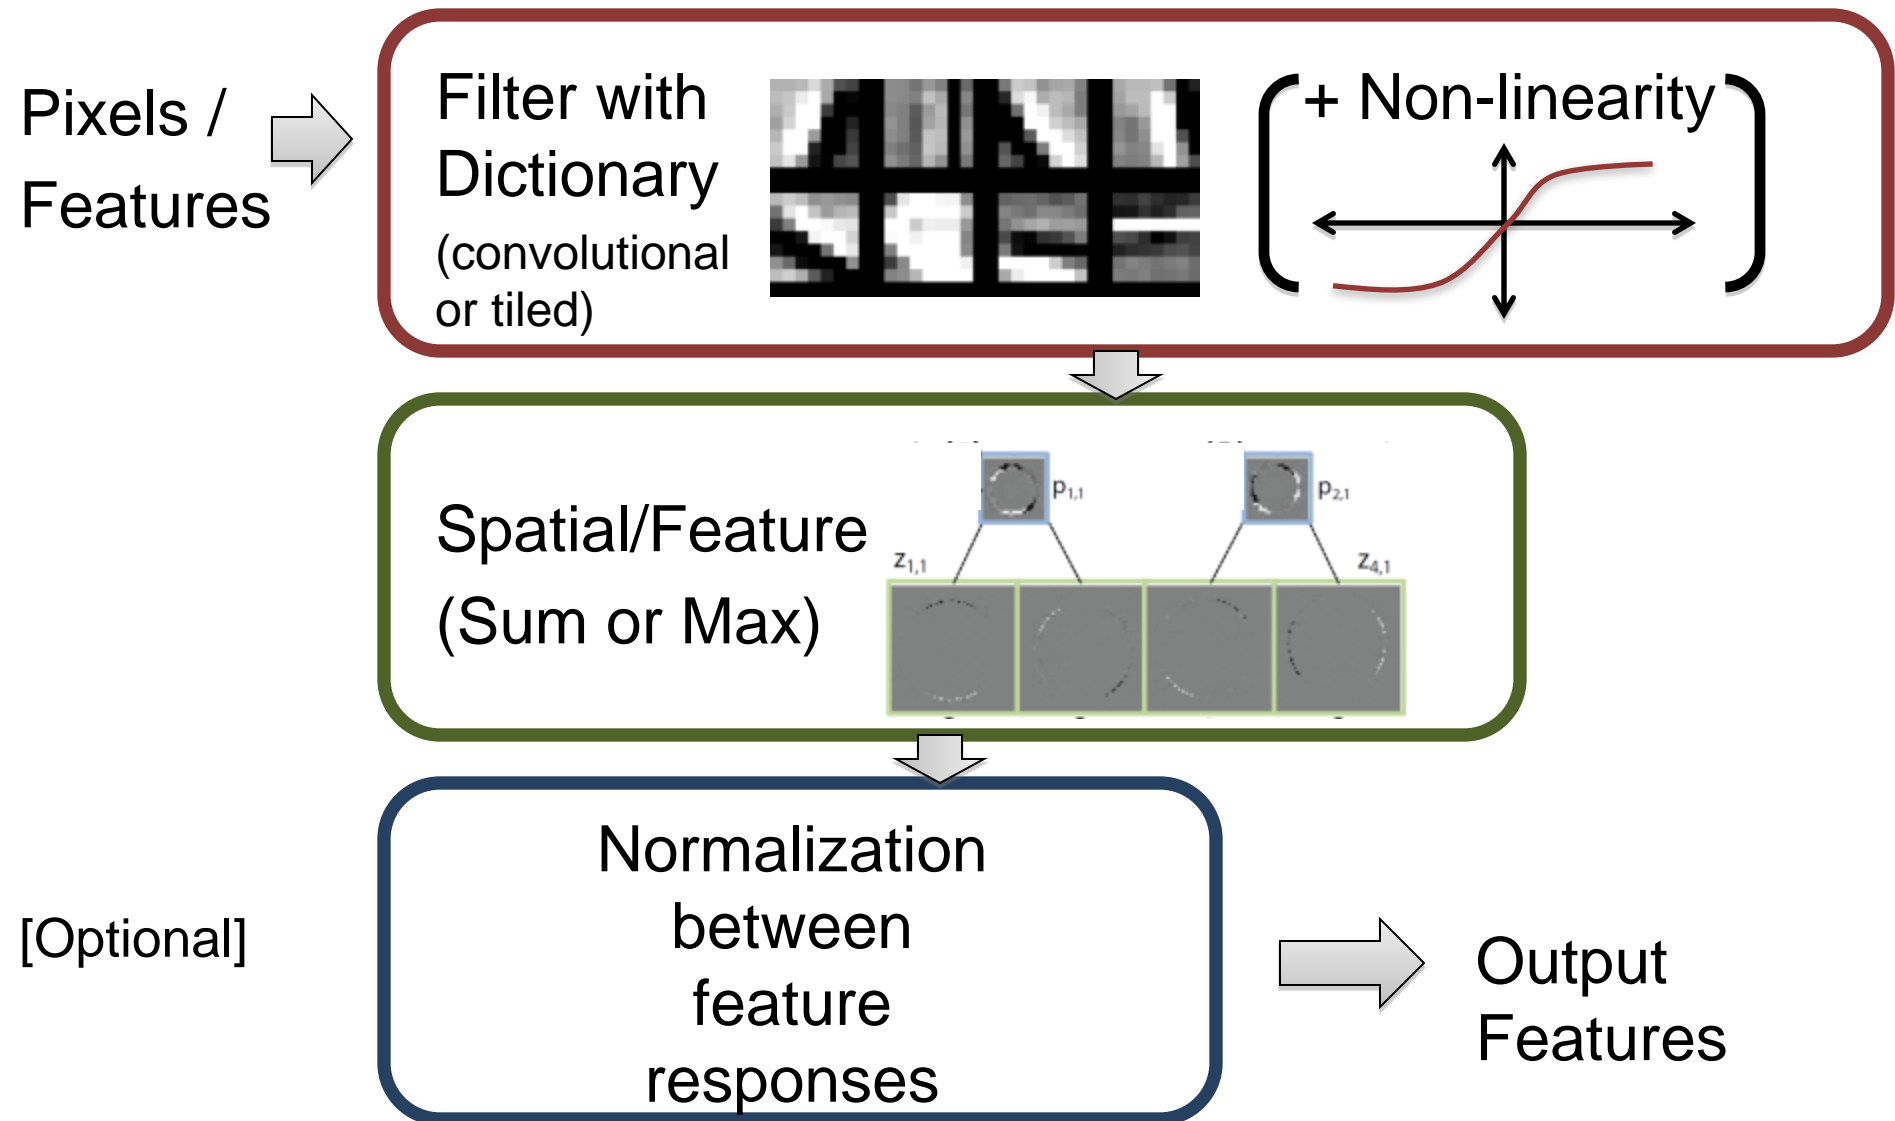 Pixels /
Features
Filter with
Dictionary
(convolutional
or tiled)
+ Non-linearity
Spatial/Feature
(Sum or Max)
p1,1
p2,1
z1,1
z4,1
[Optional]
Normalization
between
feature
responses
Output
Features